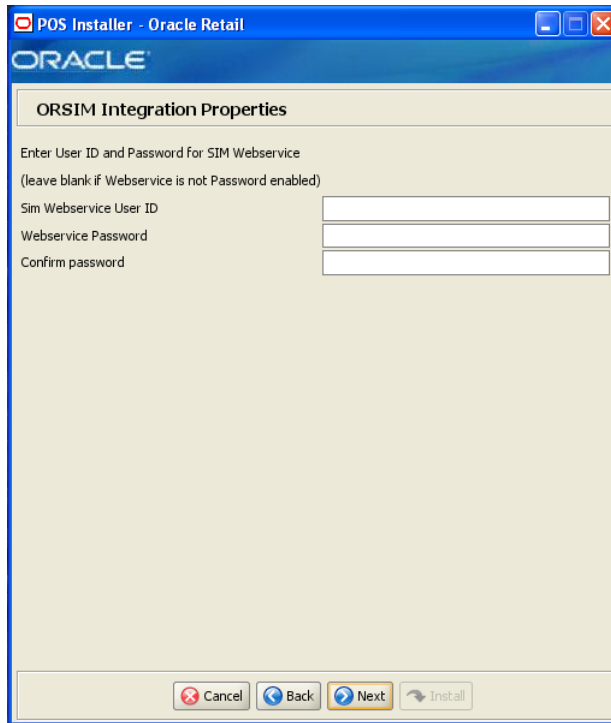 POS Installer - Oracle Retail
ORACLE
ORSIM Integration Properties
Enter User ID and Password for SIM Webservice
(leave blank if Webservice is not Password enabled)
Sim Webservice User ID
Webservice Password
Confirm password
Cancel
Back
Next
Install